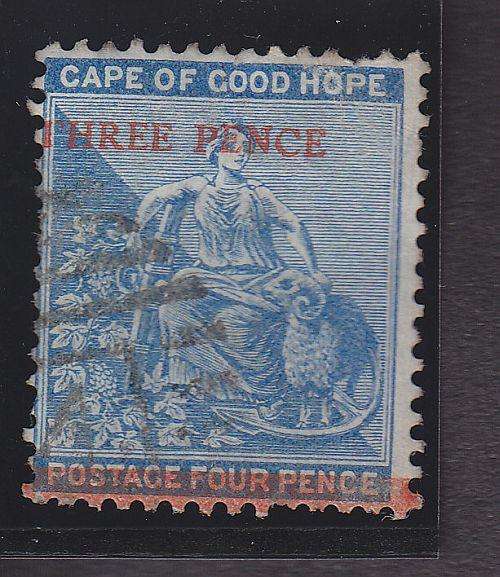 CAPE OF GOOD HOPE
THREE PENCE
POSTAGE FOUR PENCE